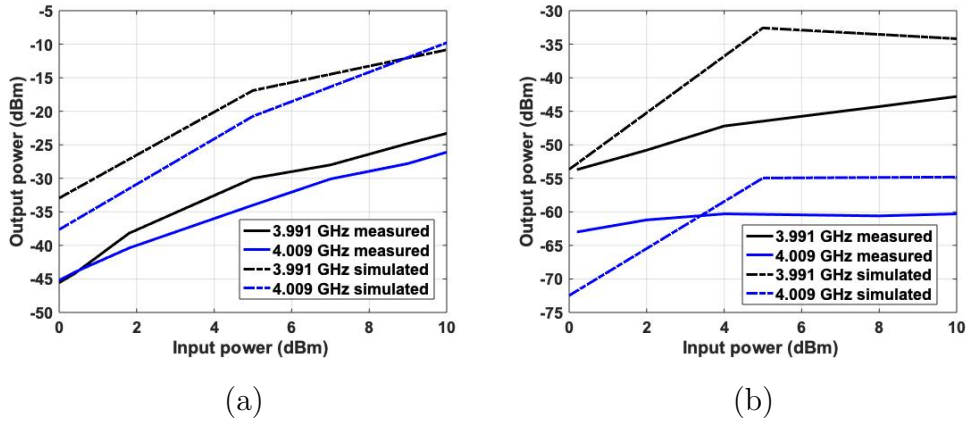 -5
-10
-15
-20
-25
-30
-35
-40
-45
-50
0 2 4 6 8 10
Output power (dBm)
Input power (dBm)
3.991 GHz measured
4.009 GHz measured
3.991 GHz simulated
4.009 GHz simulated
(a)
-30
-35
-40
-45
-50
-55
-60
-65
-70
-75
0 2 4 6 8 10
Output power (dBm)
Input power (dBm)
3.991 GHz measured
4.009 GHz measured
3.991 GHz simulated
4.009 GHz simulated
(b)